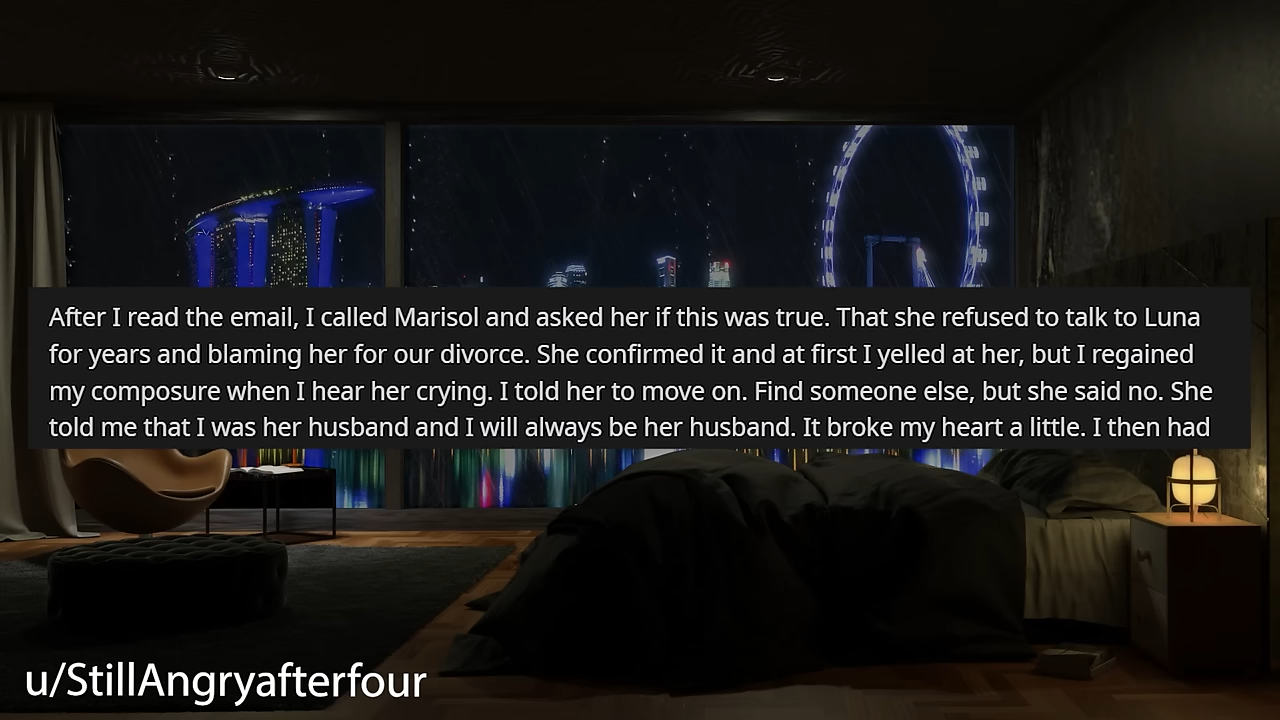 After I read the email, I called Marisol and asked her if this was true. That she refused to talk to Luna
for years and blaming her for our divorce. She confirmed it and at first I yelled at her, but I regained
my composure when I hear her crying. I told her to move on. Find someone else, but she said no. She
told me that I was her husband and I will always be her husband. It broke my heart a little. I then had
u/StillAngryafterfour